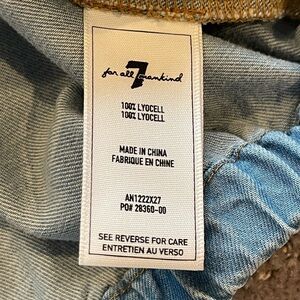 7
for all mankind
100% LYOCELL
100% LYOCELL
MADE IN CHINA
FABRIQUE EN CHINE
AN1222X27
PO# 28360-00
SEE REVERSE FOR CARE
ENTRETIEN AU VERSO